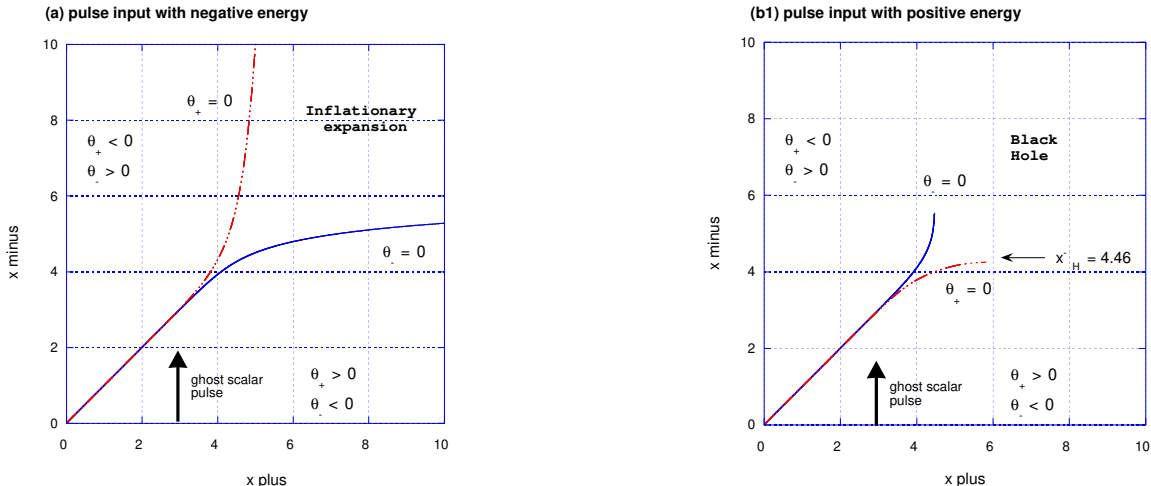 (a) pulse input with negative energy
10
8
6
4
2
0
x minus
θ+ = 0
Inflationary
expansion
θ+ < 0
θ- > 0
θ- = 0
ghost scalar
pulse
θ+ > 0
θ- < 0
0 2 4 6 8 10
x plus
(b1) pulse input with positive energy
10
8
6
4
2
0
x minus
θ+ < 0
θ- > 0
Black
Hole
θ- = 0
x-H = 4.46
θ+ = 0
ghost scalar
pulse
θ+ > 0
θ- < 0
0 2 4 6 8 10
x plus